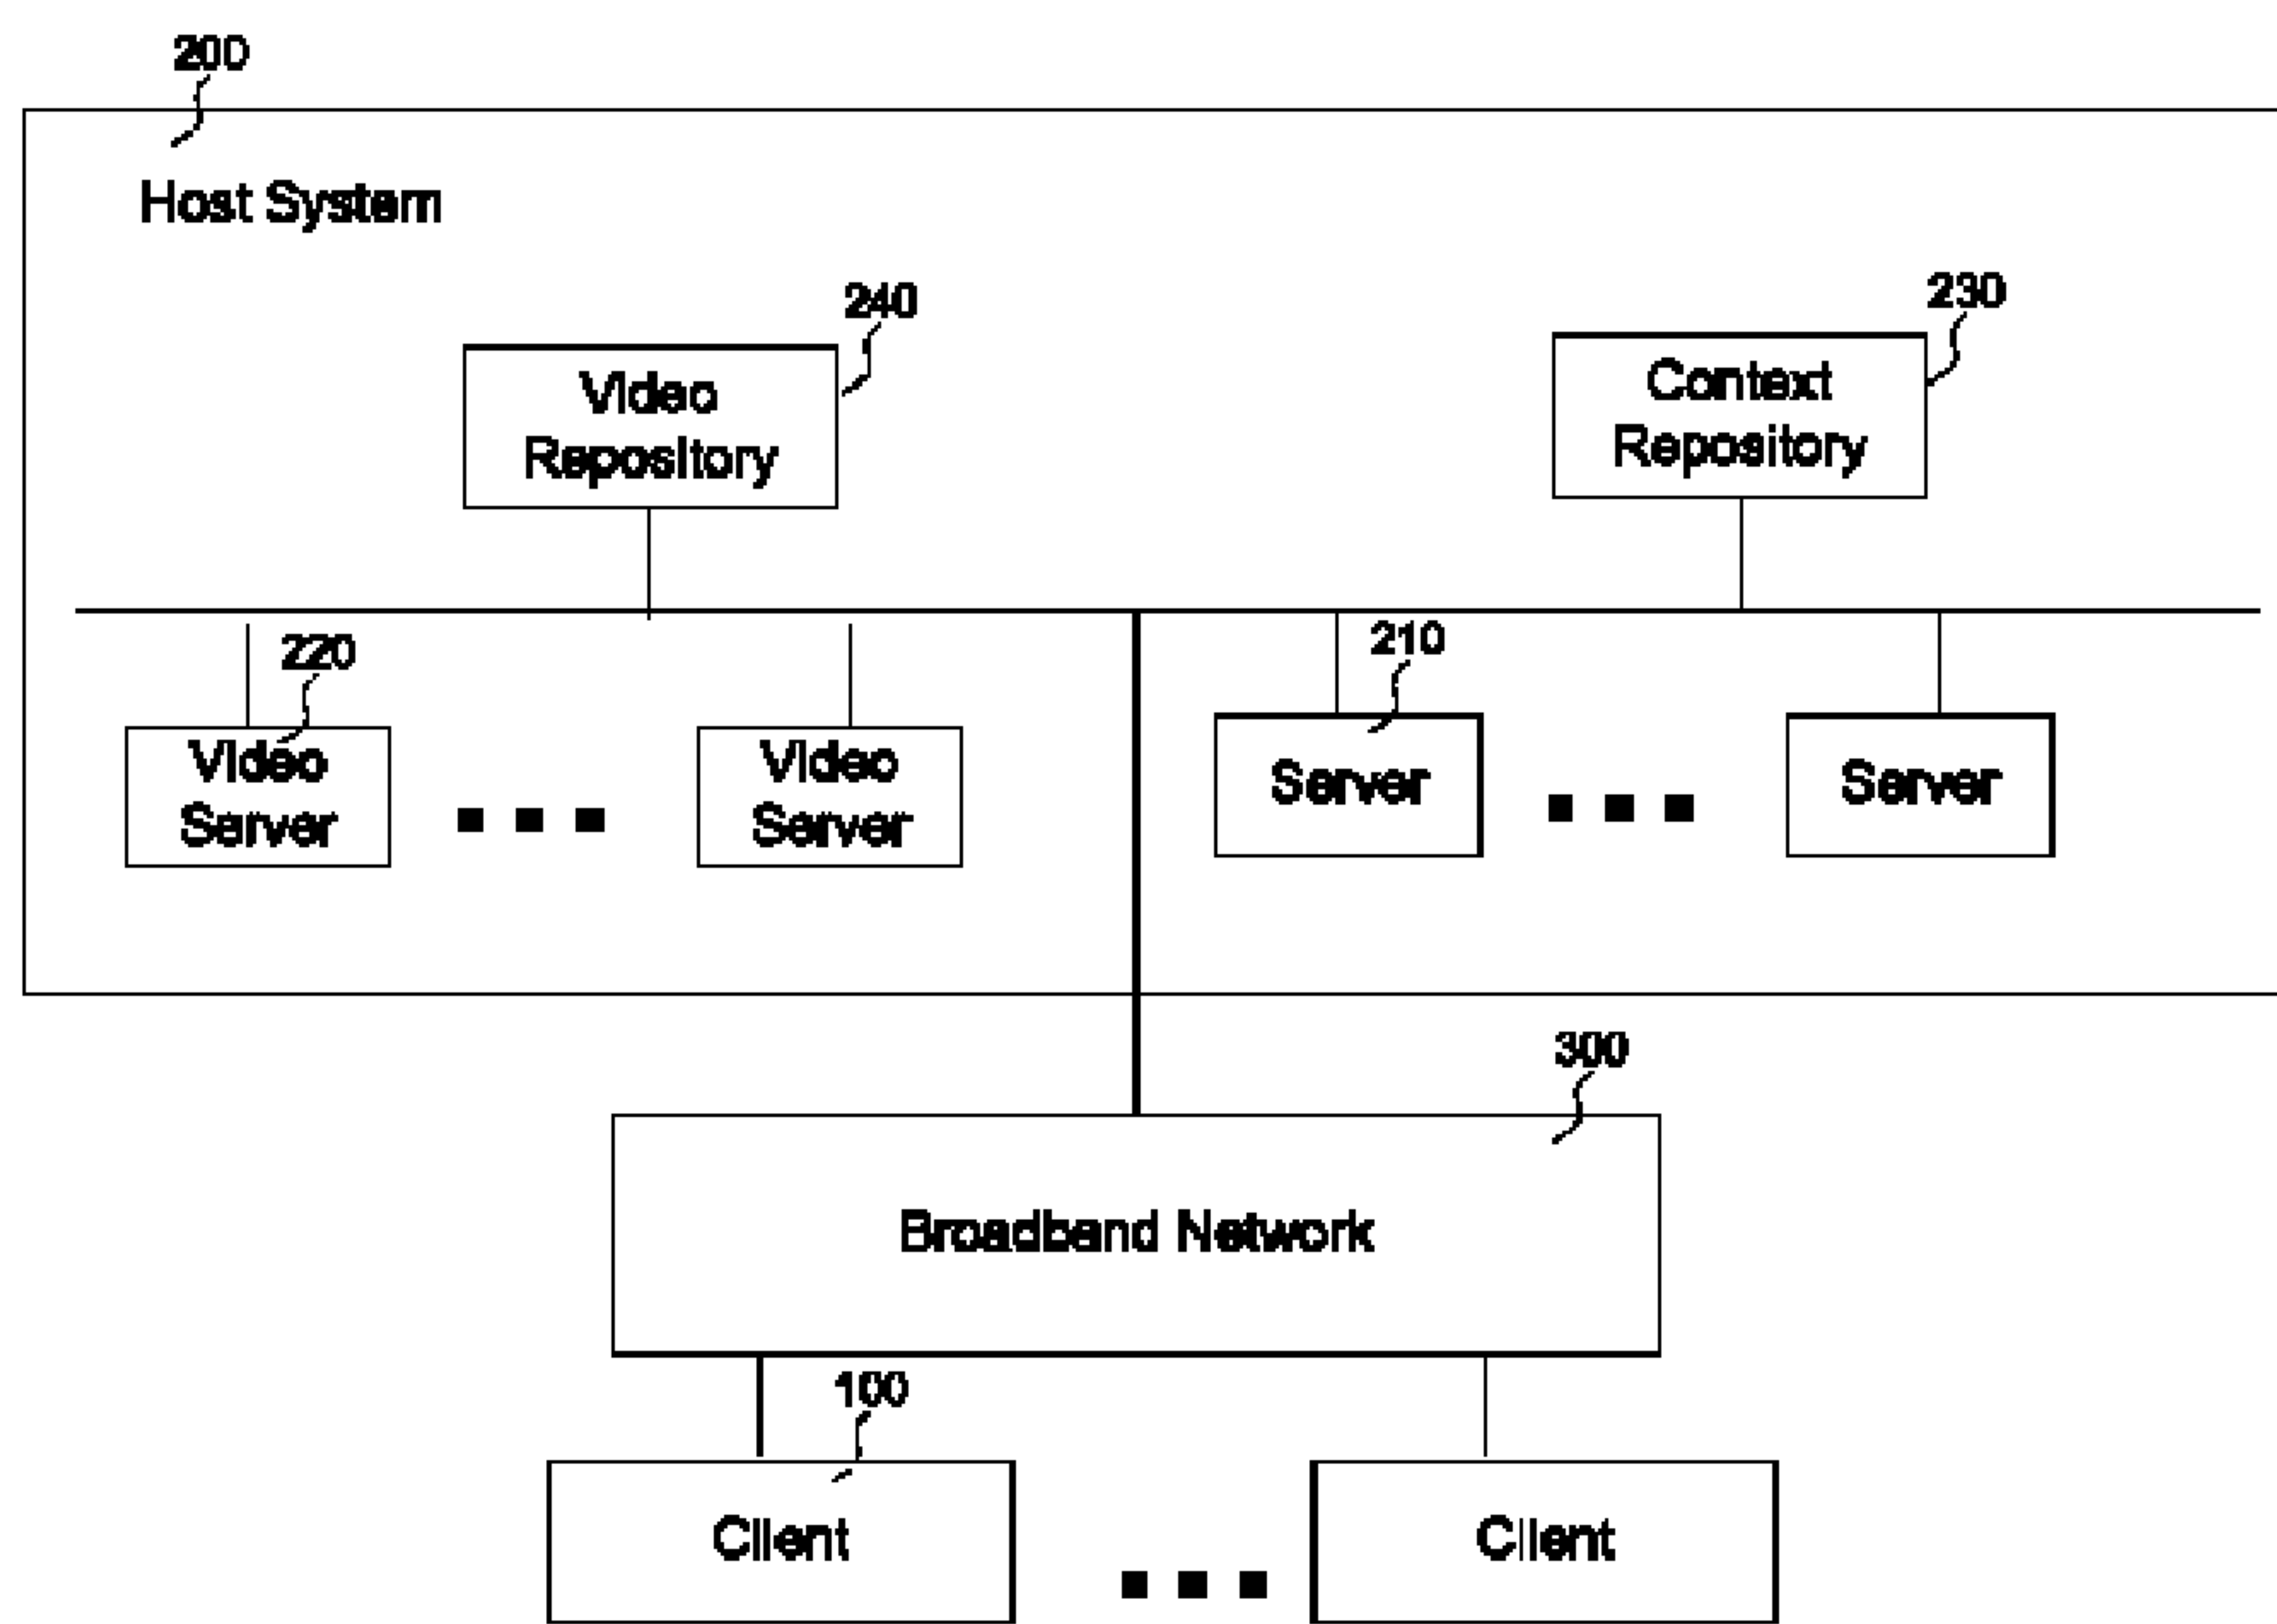 200
Host System
240
230
Video
Repository
Context
Repository
220
210
Video
Server
Video
Server
Server
Server
300
Broadband Network
100
Client
Client